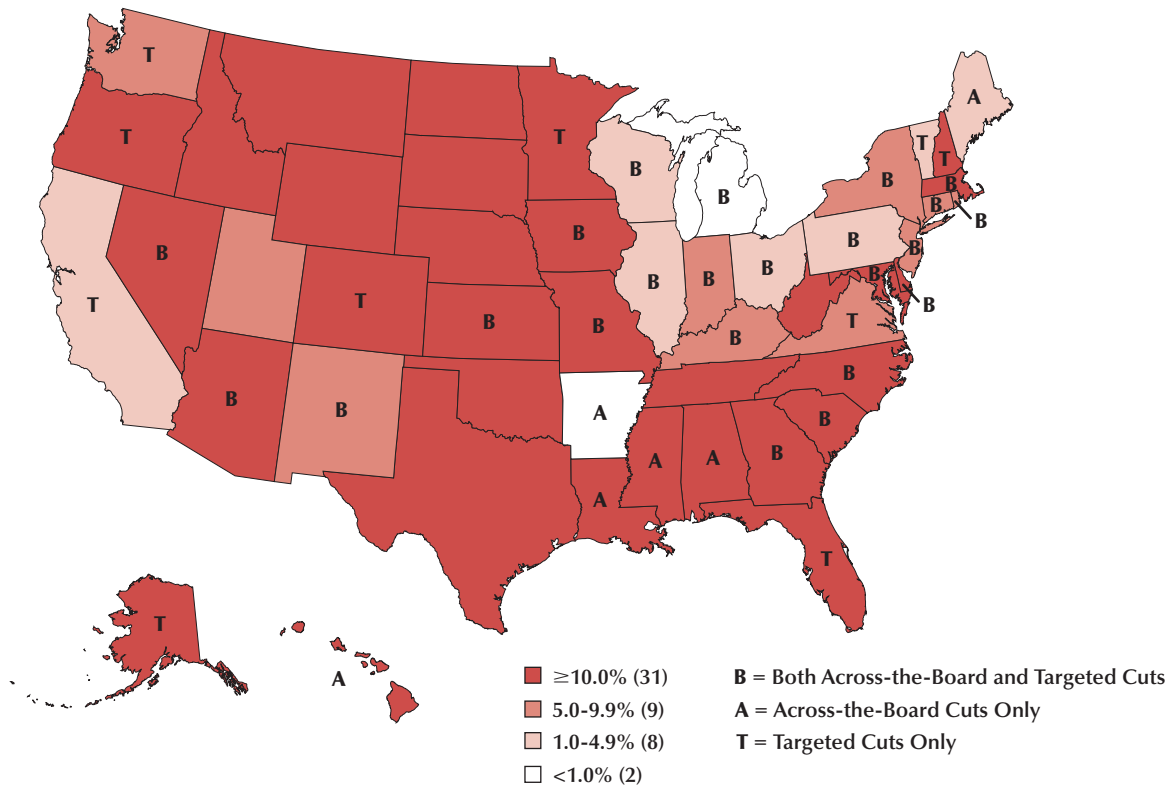 T
A
T
T
T
T
B
B
B
B
B
B
B
B
B
B
B
B
B
B
T
T
B
B
B
T
B
B
B
B
A
B
A
A
B
A
T
T
A
≥10.0% (31)
5.0-9.9% (9)
1.0-4.9% (8)
<1.0% (2)
B = Both Across-the-Board and Targeted Cuts
A = Across-the-Board Cuts Only
T = Targeted Cuts Only